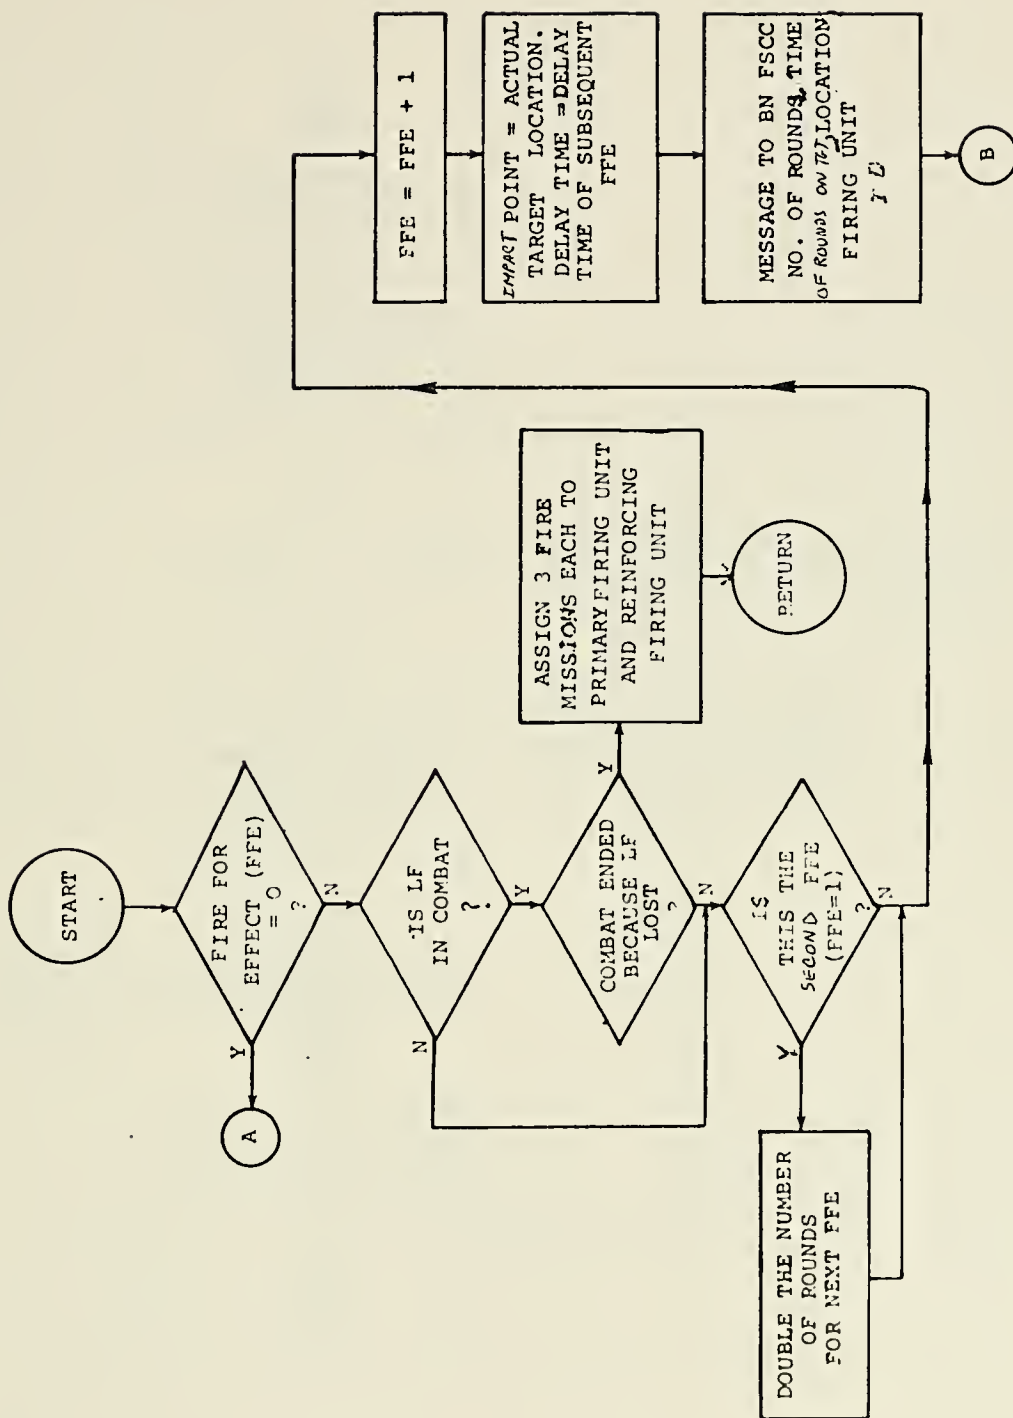 START
FIRE FOR
EFFECT (FFE)
= 0
?
Y
N
A
IS LF
IN COMBAT
?
N
Y
COMBAT ENDED
BECAUSE LF
LOST
?
Y
N
ASSIGN 3 FIRE
MISSIONS EACH TO
PRIMARY FIRING UNIT
AND REINFORCING
FIRING UNIT
RETURN
IS
THIS THE
SECOND FFE
(FFE=1)
?
Y
N
DOUBLE THE NUMBER
OF ROUNDS
FOR NEXT FFE
FFE = FFE + 1
IMPACT POINT = ACTUAL
TARGET LOCATION.
DELAY TIME = DELAY
TIME OF SUBSEQUENT
FFE
MESSAGE TO BN FSCC
NO. OF ROUNDS, TIME
OF ROUNDS ON TGT, LOCATION
FIRING UNIT
B